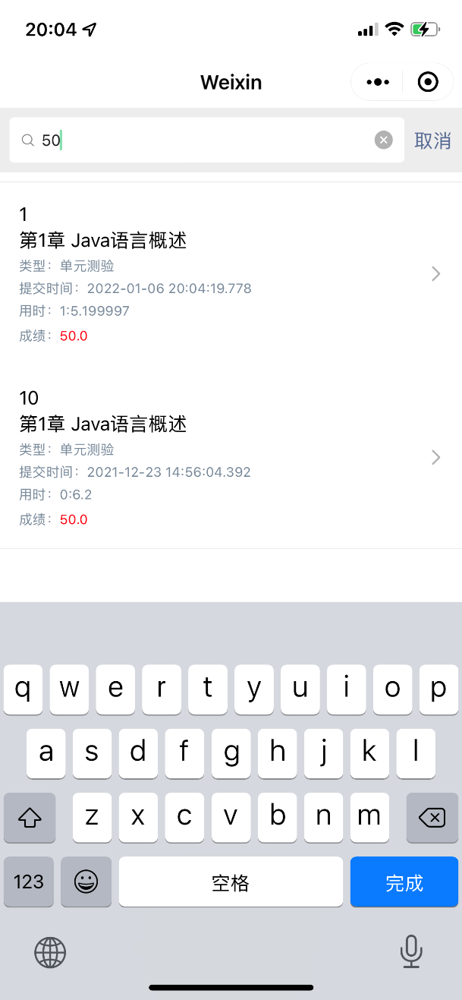 20:04
Weixin
50 取消
1
第1章 Java语言概述
类型：单元测验
提交时间：2022-01-06 20:04:19.778
用时：1:5.199997
成绩：50.0
10
第1章 Java语言概述
类型：单元测验
提交时间：2021-12-23 14:56:04.392
用时：0:6.2
成绩：50.0
q w e r t y u i o p
a s d f g h j k l
z x c v b n m
123 空格 完成